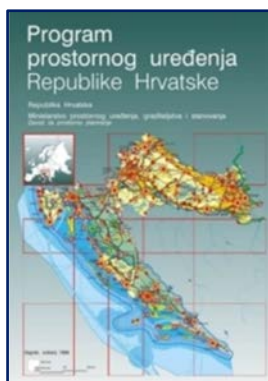 Program
prostornog uređenja
Republike Hrvatske
Republika Hrvatska
Ministarstvo prostornog uređenja, graditeljstva i stanovanja
Zavod za prostorno planiranje